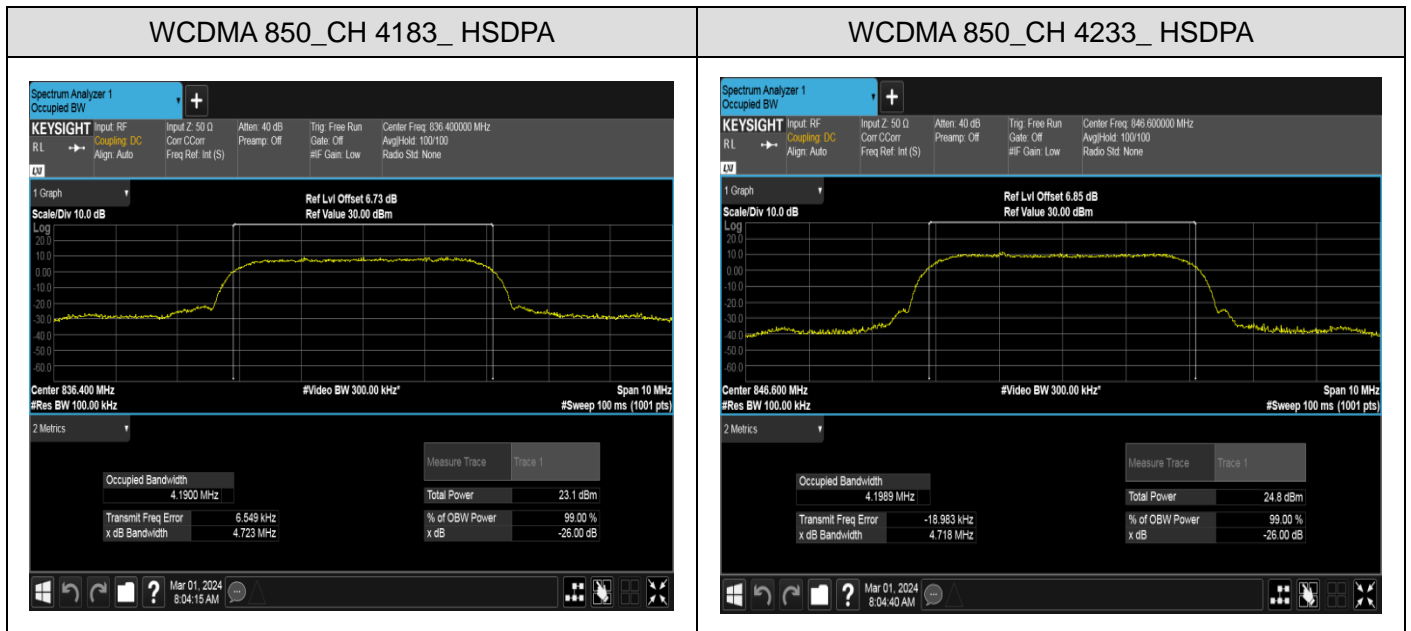 WCDMA 850_CH 4183_ HSDPA
WCDMA 850_CH 4233_ HSDPA
Spectrum Analyzer 1
Occupied BW
+
KEYSIGHT Input: RF Input Z: 50 Ω Atten: 40 dB Trig: Free Run Center Freq: 836.400000 MHz
RL Coupling: DC Corr CCorr Preamp: Off Gate: Off Avg|Hold: 100/100
Align: Auto Freq Ref: Int (S) #IF Gain: Low Radio Std: None
LXI
1 Graph
Ref Lvl Offset 6.73 dB
Scale/Div 10.0 dB Ref Value 30.00 dBm
Log
20.0
10.0
0.00
-10.0
-20.0
-30.0
-40.0
-50.0
-60.0
Center 836.400 MHz #Video BW 300.00 kHz* Span 10 MHz
#Res BW 100.00 kHz #Sweep 100 ms (1001 pts)
2 Metrics
Measure Trace Trace 1
Occupied Bandwidth
4.1900 MHz
Total Power 23.1 dBm
Transmit Freq Error 6.549 kHz % of OBW Power 99.00 %
x dB Bandwidth 4.723 MHz x dB -26.00 dB
? Mar 01, 2024
8:04:15 AM
Spectrum Analyzer 1
Occupied BW
+
KEYSIGHT Input: RF Input Z: 50 Ω Atten: 40 dB Trig: Free Run Center Freq: 846.600000 MHz
RL Coupling: DC Corr CCorr Preamp: Off Gate: Off Avg|Hold: 100/100
Align: Auto Freq Ref: Int (S) #IF Gain: Low Radio Std: None
LXI
1 Graph
Ref Lvl Offset 6.85 dB
Scale/Div 10.0 dB Ref Value 30.00 dBm
Log
20.0
10.0
0.00
-10.0
-20.0
-30.0
-40.0
-50.0
-60.0
Center 846.600 MHz #Video BW 300.00 kHz* Span 10 MHz
#Res BW 100.00 kHz #Sweep 100 ms (1001 pts)
2 Metrics
Measure Trace Trace 1
Occupied Bandwidth
4.1989 MHz
Total Power 24.8 dBm
Transmit Freq Error -18.983 kHz % of OBW Power 99.00 %
x dB Bandwidth 4.718 MHz x dB -26.00 dB
? Mar 01, 2024
8:04:40 AM